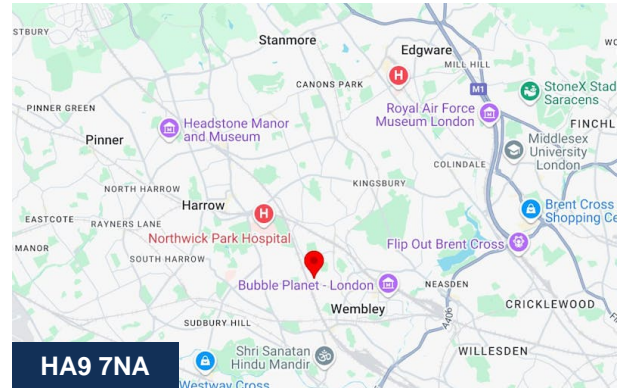 STBURY
Stanmore
Edgware
MILL HILL
CANONS PARK
M1
StoneX Stad
Saracens
PINNER GREEN
Headstone Manor
and Museum
Royal Air Force
Museum London
FINCHL
Pinner
Middlesex
University
London
COLINDALE
NORTH HARROW
KINGSBURY
Harrow
H
H
Brent Cross
Shopping Ce
EASTCOTE
RAYNERS LANE
Northwick Park Hospital
Flip Out Brent Cross
MANOR
SOUTH HARROW
Bubble Planet - London
NEASDEN
Wembley
CRICKLEWOOD
A406
SUDBURY HILL
Shri Sanatan
Hindu Mandir
WILLESDEN
HA9 7NA
Westway Cross